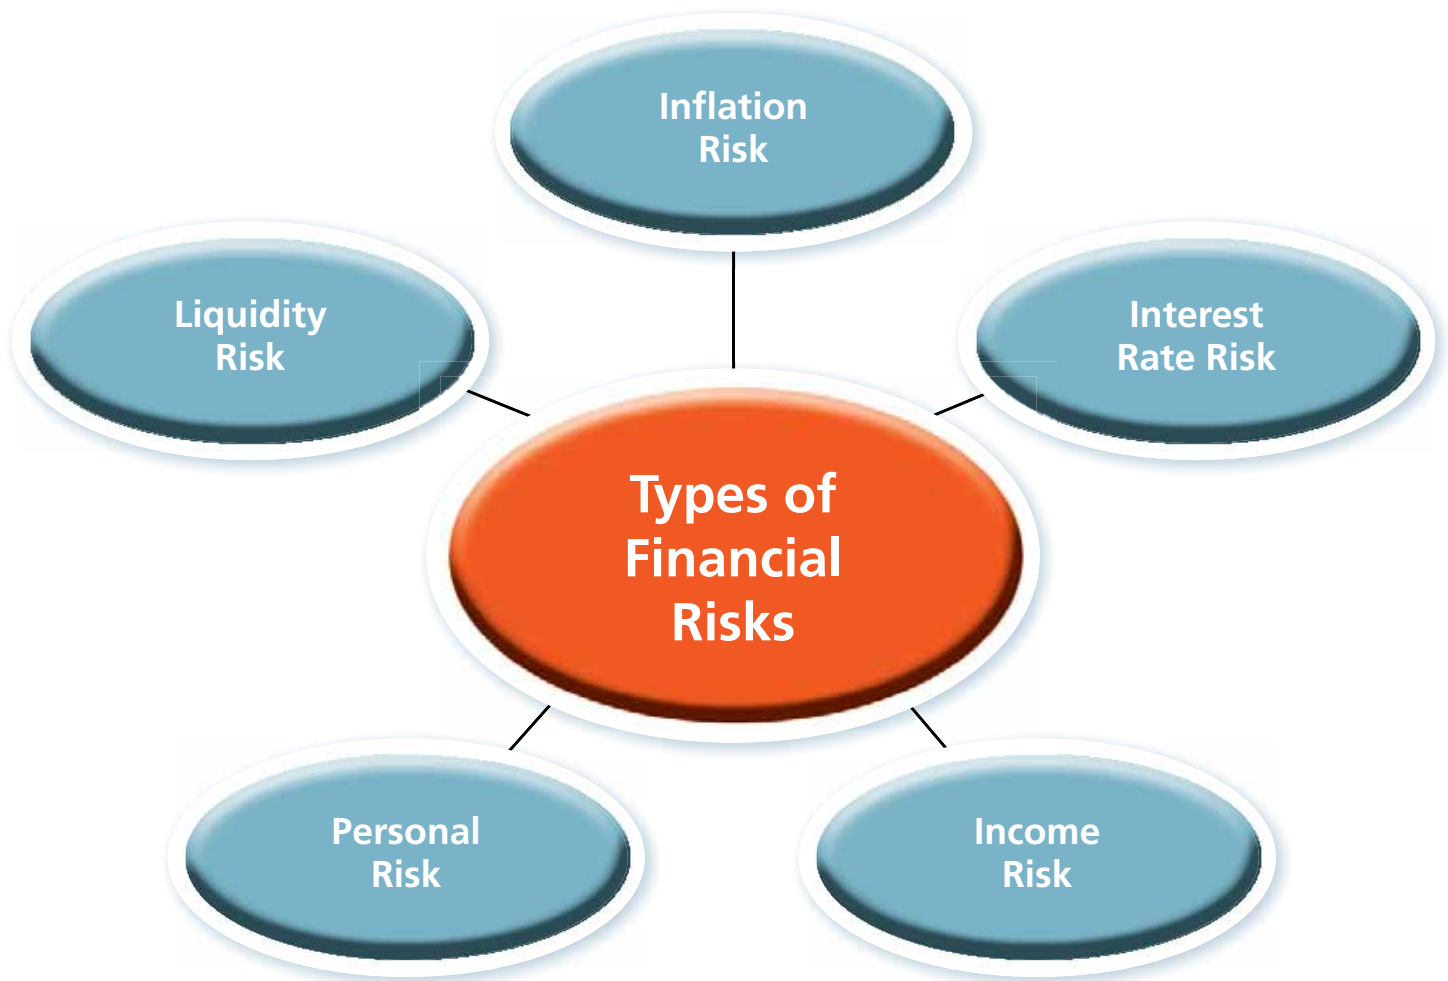 Inflation
Risk
Liquidity
Risk
Interest
Rate Risk
Types of
Financial
Risks
Personal
Risk
Income
Risk